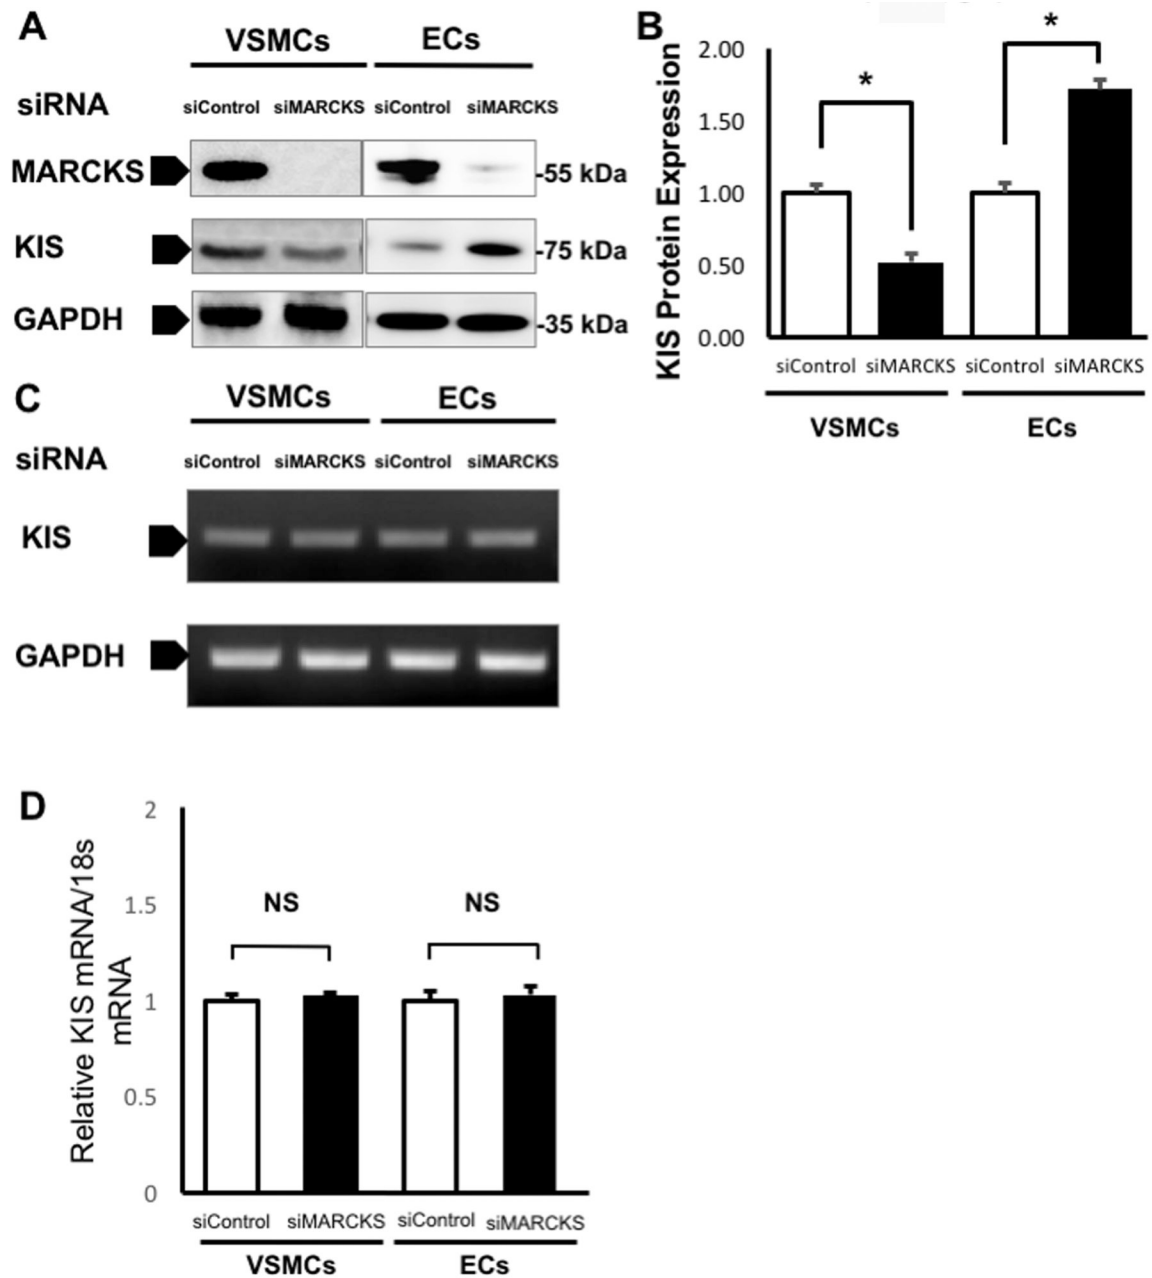 A
VSMCs ECs
siRNA siControl siMARCKS siControl siMARCKS
MARCKS -55 kDa
KIS -75 kDa
GAPDH -35 kDa
B
KIS Protein Expression
2.00
1.50
1.00
0.50
0.00
* *
siControl siMARCKS siControl siMARCKS
VSMCs ECs
C
VSMCs ECs
siRNA siControl siMARCKS siControl siMARCKS
KIS
GAPDH
D
Relative KIS mRNA/18s
mRNA
2
1.5
1
0.5
0
NS NS
siControl siMARCKS siControl siMARCKS
VSMCs ECs